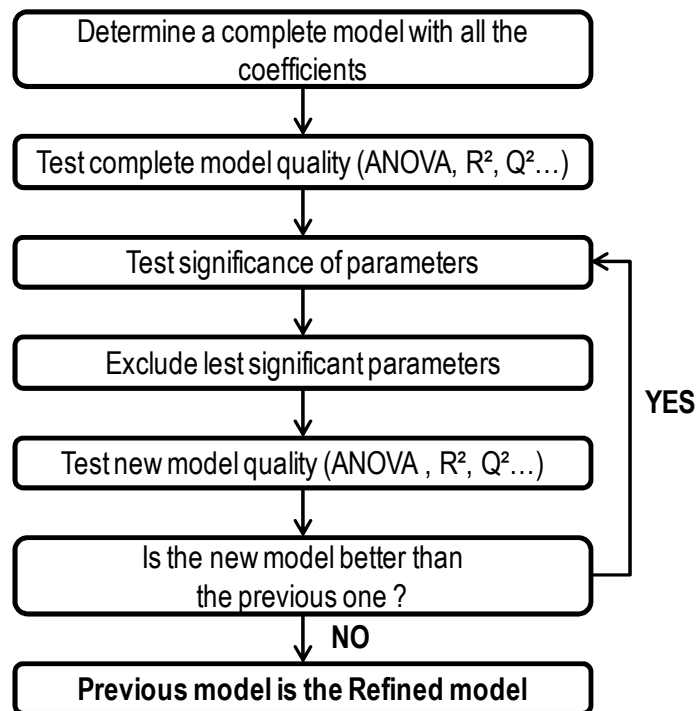 Determine a complete model with all the
coefficients
Test complete model quality (ANOVA, R², Q²…)
Test significance of parameters
Exclude lest significant parameters
YES
Test new model quality (ANOVA , R², Q²…)
Is the new model better than
the previous one ?
NO
Previous model is the Refined model